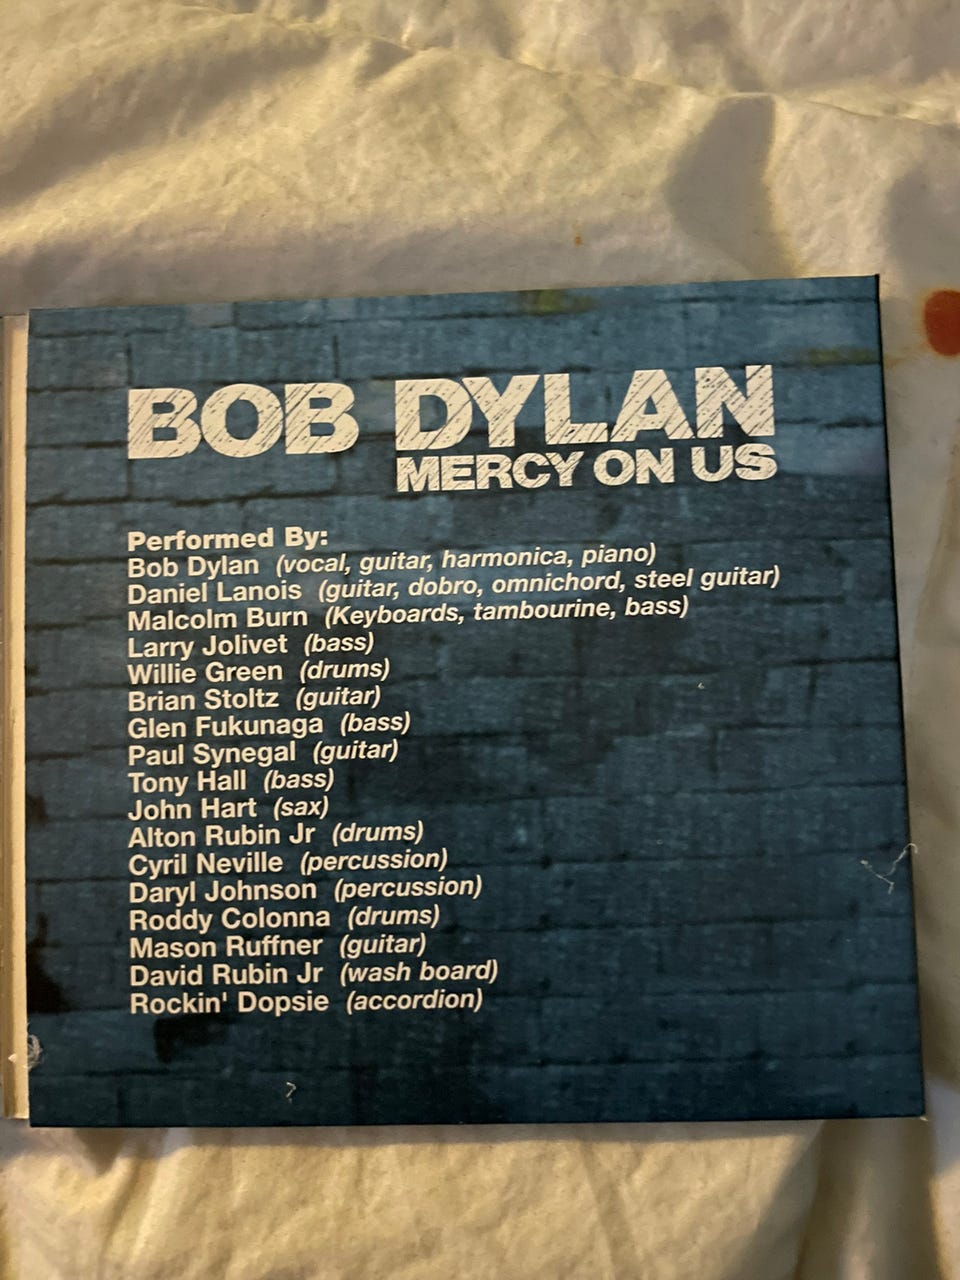 BOB DYLAN
MERCY ON US
Performed By:
Bob Dylan (vocal, guitar, harmonica, piano)
Daniel Lanois (guitar, dobro, omnichord, steel guitar)
Malcolm Burn (Keyboards, tambourine, bass)
Larry Jolivet (bass)
Willie Green (drums)
Brian Stoltz (guitar)
Glen Fukunaga (bass)
Paul Synegal (guitar)
Tony Hall (bass)
John Hart (sax)
Alton Rubin Jr (drums)
Cyril Neville (percussion)
Daryl Johnson (percussion)
Roddy Colonna (drums)
Mason Ruffner (guitar)
David Rubin Jr (wash board)
Rockin' Dopsie (accordion)